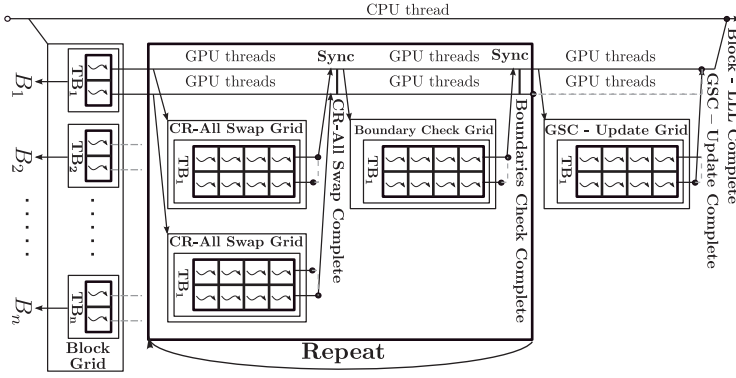 CPU thread
GPU threads
Sync
GPU threads
Sync
GPU threads
GPU threads
GPU threads
GPU threads
TB1
B1
TB2
B2
TBn
Bn
Block
Grid
CR-All Swap Grid
TB1
CR-All Swap Grid
TB1
CR-All Swap Complete
Boundary Check Grid
TB1
Boundaries Check Complete
GSC - Update Grid
TB1
GSC – Update Complete
Block - LLL Complete
Repeat